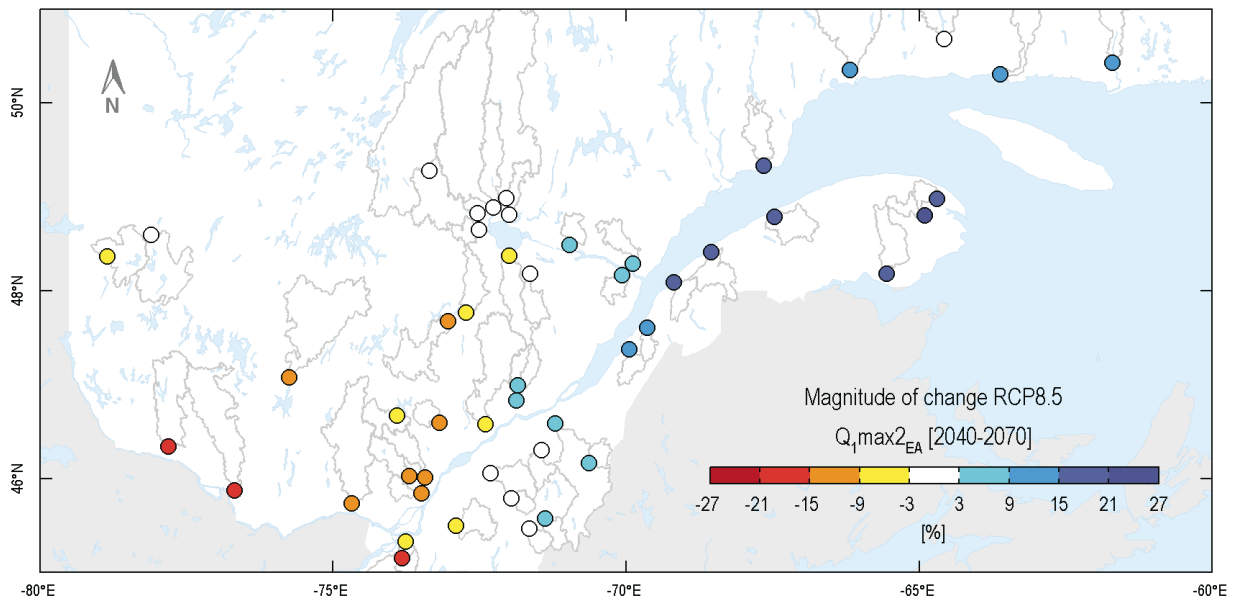 50°N
48°N
46°N
N
Magnitude of change RCP8.5
Q1max2EA [2040-2070]
-27 -21 -15 -9 -3 3 9 15 21 27
[%]
-80°E -75°E -70°E -65°E -60°E